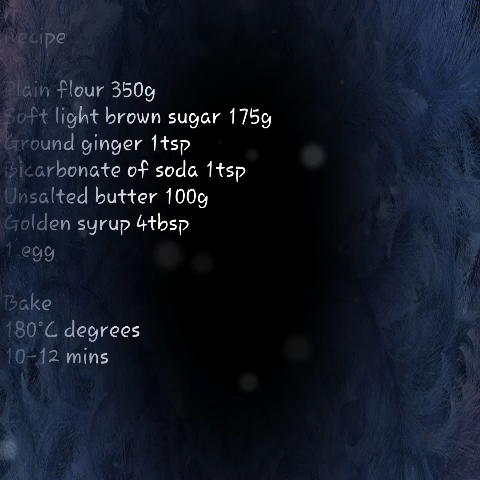 Recipe
Plain flour 350g
Soft light brown sugar 175g
Ground ginger 1tsp
Bicarbonate of soda 1tsp
Unsalted butter 100g
Golden syrup 4tbsp
1 egg
Bake
180°C degrees
10-12 mins